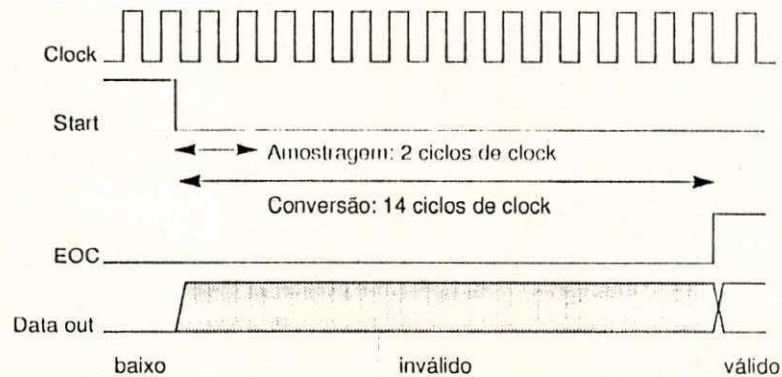 Clock
Start
Amostragem: 2 ciclos de clock
Conversão: 14 ciclos de clock
EOC
Data out
baixo inválido válido